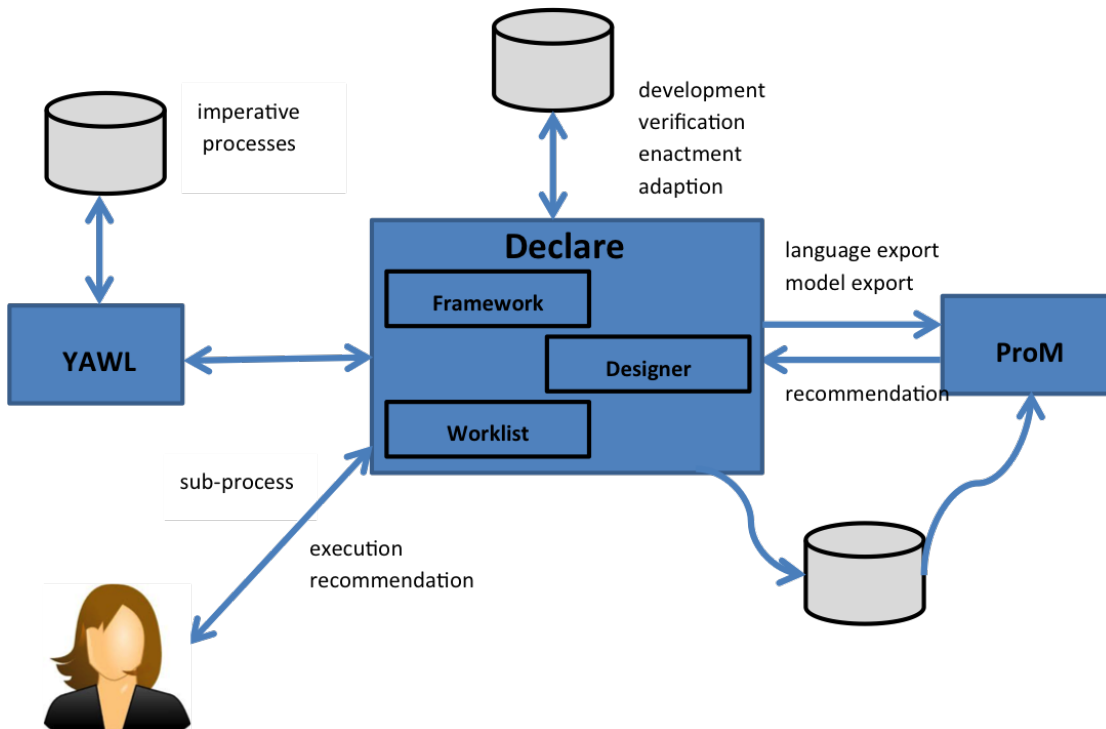 development
verification
enactment
adaption
imperative
processes
Declare
Framework
Designer
Worklist
language export
model export
YAWL
ProM
recommendation
sub-process
execution
recommendation